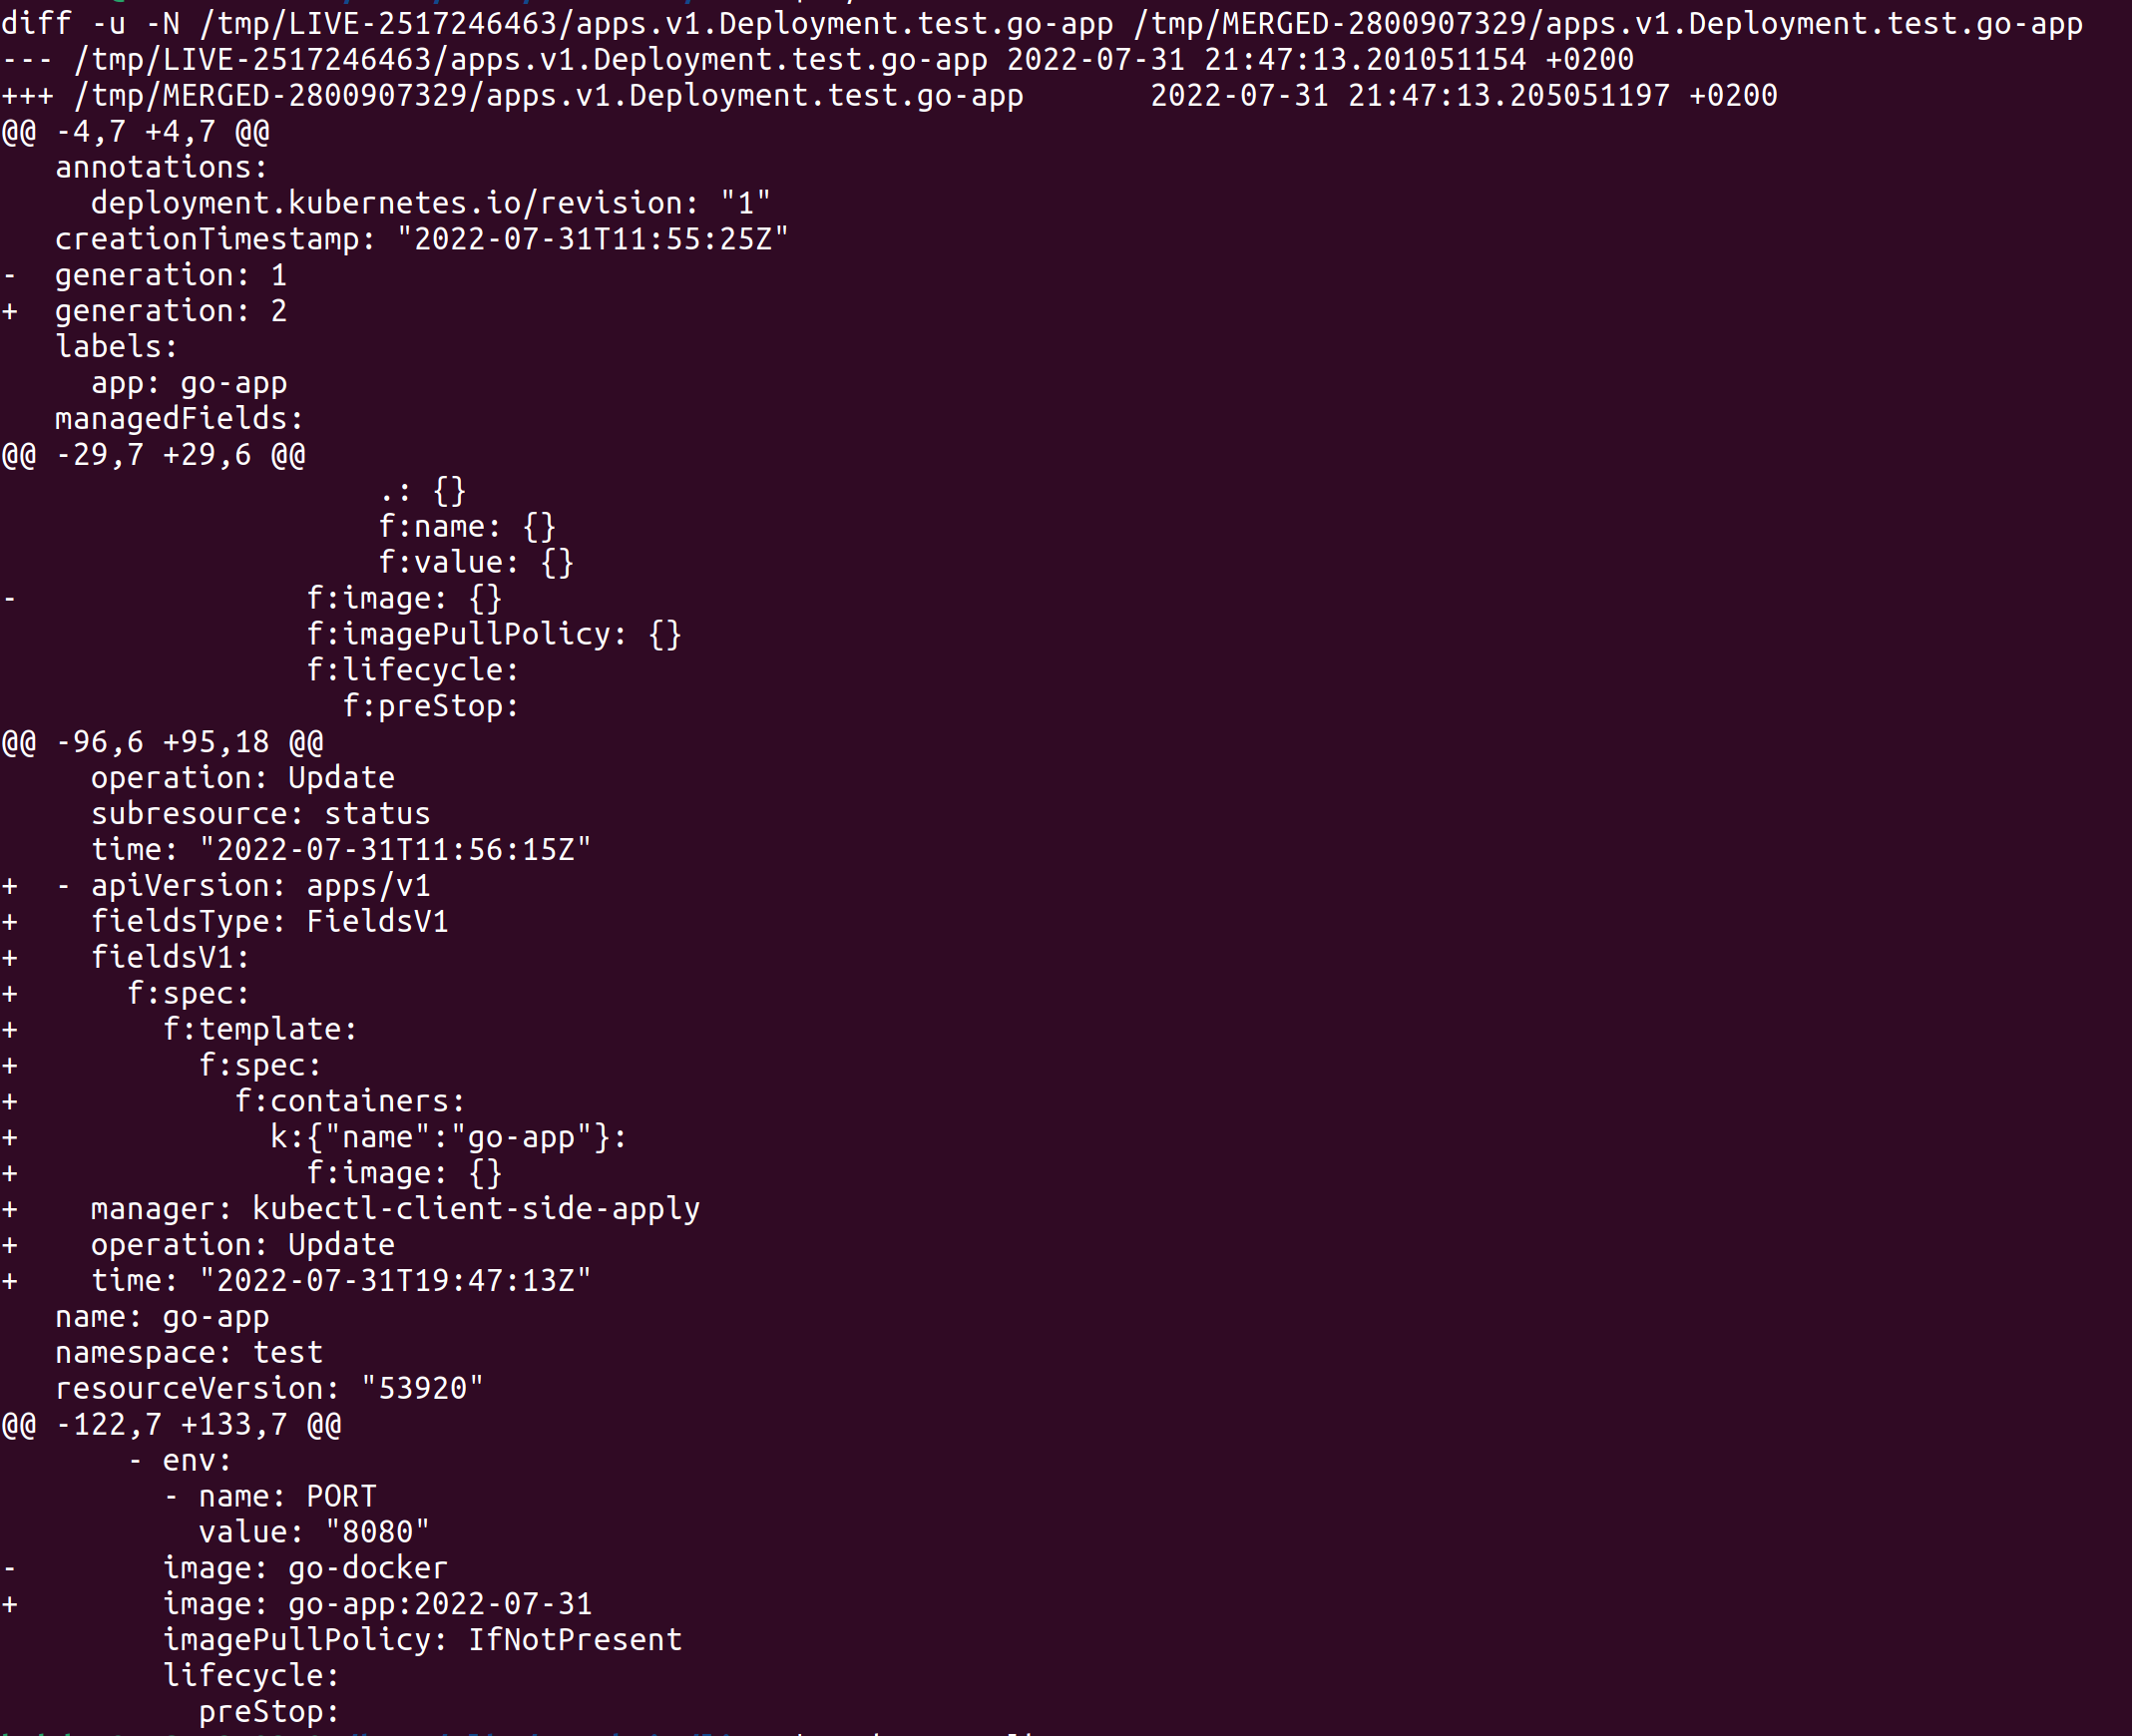 diff -u -N /tmp/LIVE-2517246463/apps.v1.Deployment.test.go-app /tmp/MERGED-2800907329/apps.v1.Deployment.test.go-app
--- /tmp/LIVE-2517246463/apps.v1.Deployment.test.go-app 2022-07-31 21:47:13.201051154 +0200
+++ /tmp/MERGED-2800907329/apps.v1.Deployment.test.go-app       2022-07-31 21:47:13.205051197 +0200
@@ -4,7 +4,7 @@
   annotations:
     deployment.kubernetes.io/revision: "1"
   creationTimestamp: "2022-07-31T11:55:25Z"
-  generation: 1
+  generation: 2
   labels:
     app: go-app
   managedFields:
@@ -29,7 +29,6 @@
                     .: {}
                     f:name: {}
                     f:value: {}
-                f:image: {}
                 f:imagePullPolicy: {}
                 f:lifecycle:
                   f:preStop:
@@ -96,6 +95,18 @@
     operation: Update
     subresource: status
     time: "2022-07-31T11:56:15Z"
+  - apiVersion: apps/v1
+    fieldsType: FieldsV1
+    fieldsV1:
+      f:spec:
+        f:template:
+          f:spec:
+            f:containers:
+              k:{"name":"go-app"}:
+                f:image: {}
+    manager: kubectl-client-side-apply
+    operation: Update
+    time: "2022-07-31T19:47:13Z"
   name: go-app
   namespace: test
   resourceVersion: "53920"
@@ -122,7 +133,7 @@
       - env:
         - name: PORT
           value: "8080"
-        image: go-docker
+        image: go-app:2022-07-31
         imagePullPolicy: IfNotPresent
         lifecycle:
           preStop: